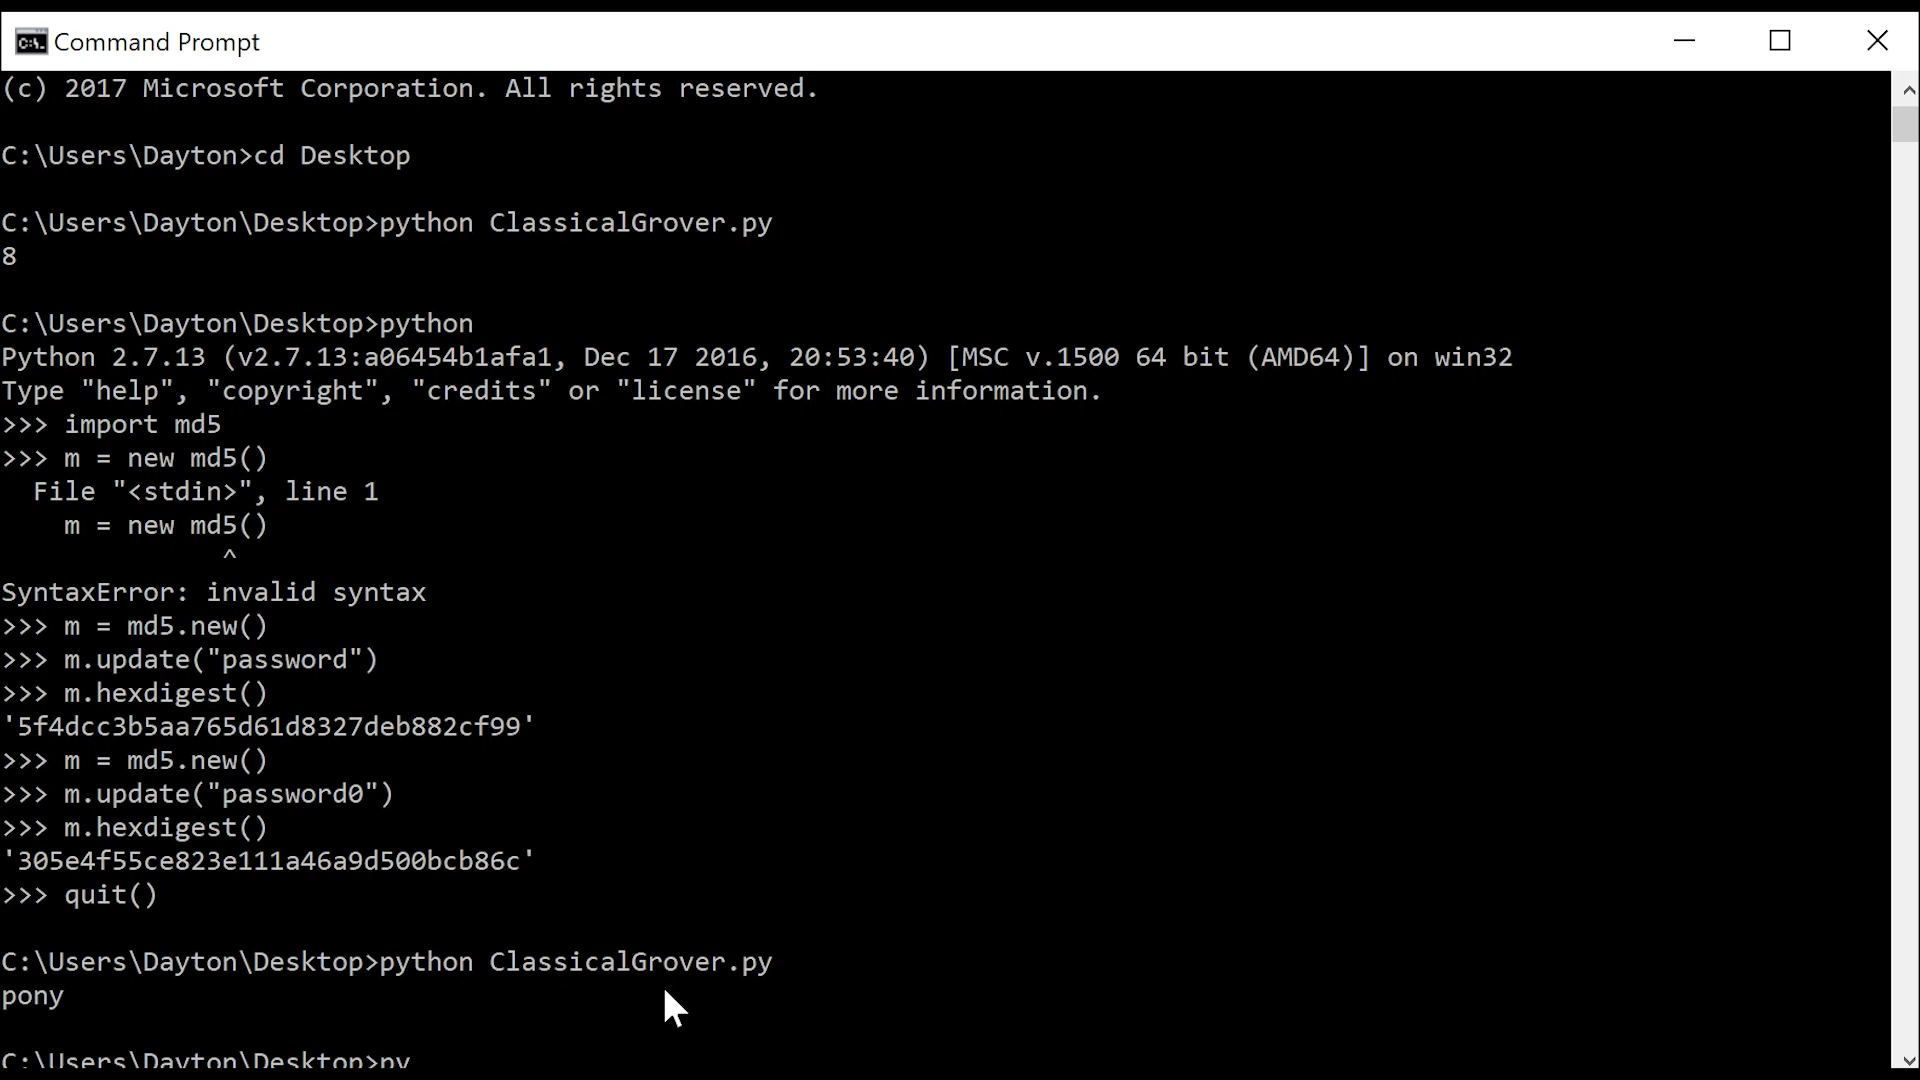 Command Prompt
(c) 2017 Microsoft Corporation. All rights reserved.
C:\Users\Dayton>cd Desktop
C:\Users\Dayton\Desktop>python ClassicalGrover.py
8
C:\Users\Dayton\Desktop>python
Python 2.7.13 (v2.7.13:a06454b1afa1, Dec 17 2016, 20:53:40) [MSC v.1500 64 bit (AMD64)] on win32
Type "help", "copyright", "credits" or "license" for more information.
>>> import md5
>>> m = new md5()
  File "<stdin>", line 1
    m = new md5()
              ^
SyntaxError: invalid syntax
>>> m = md5.new()
>>> m.update("password")
>>> m.hexdigest()
'5f4dcc3b5aa765d61d8327deb882cf99'
>>> m = md5.new()
>>> m.update("password0")
>>> m.hexdigest()
'305e4f55ce823e111a46a9d500bcb86c'
>>> quit()
C:\Users\Dayton\Desktop>python ClassicalGrover.py
pony
C:\Users\Dayton\Desktop>py